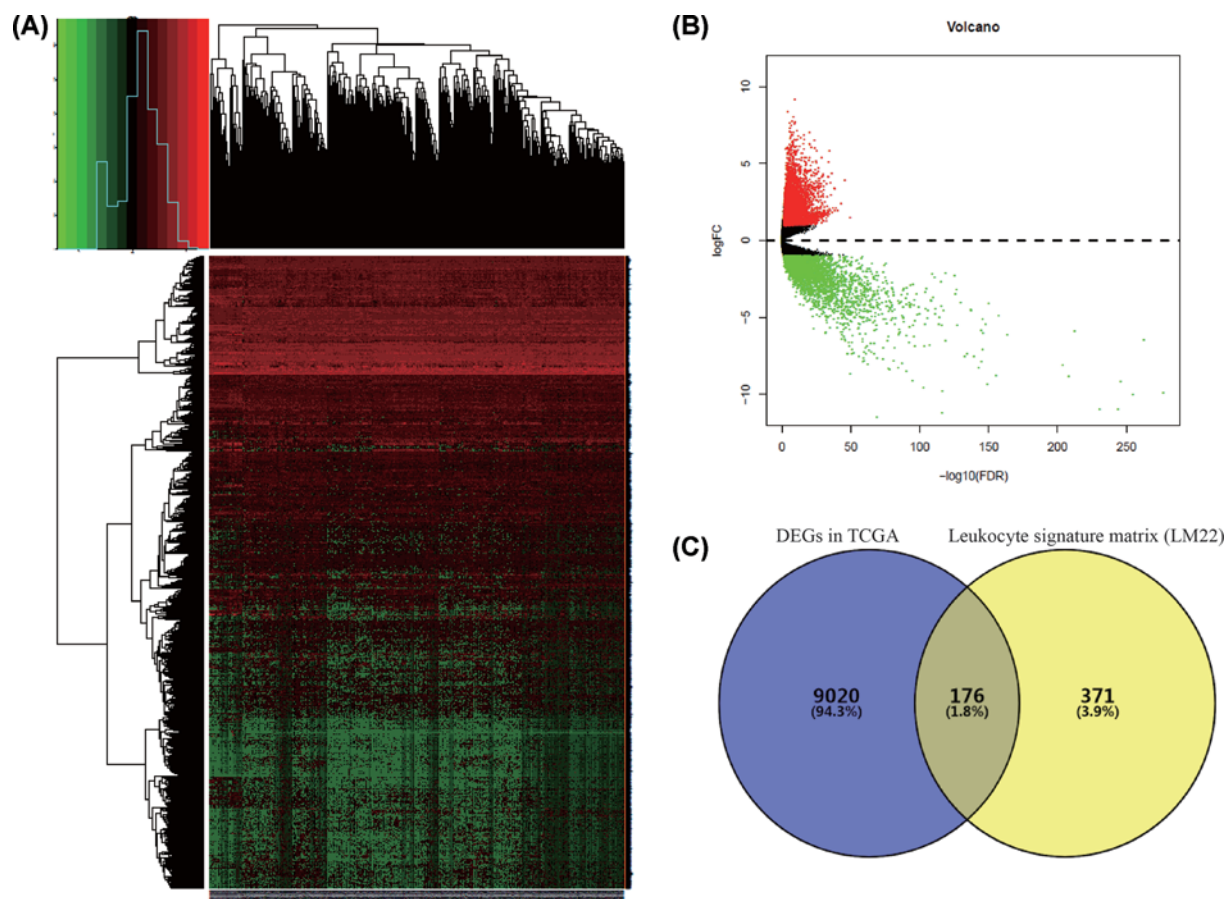 (A)
(B)
Volcano
logFC
10
5
0
−5
−10
0
50
100
150
200
250
−log10(FDR)
(C)
DEGs in TCGA
Leukocyte signature matrix (LM22)
9020
(94.3%)
176
(1.8%)
371
(3.9%)